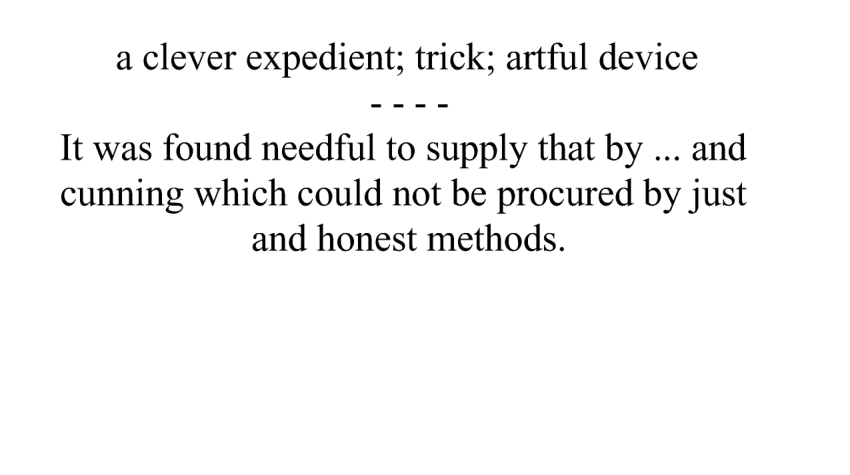 a clever expedient; trick; artful device
- - - -
It was found needful to supply that by ... and
cunning which could not be procured by just
and honest methods.